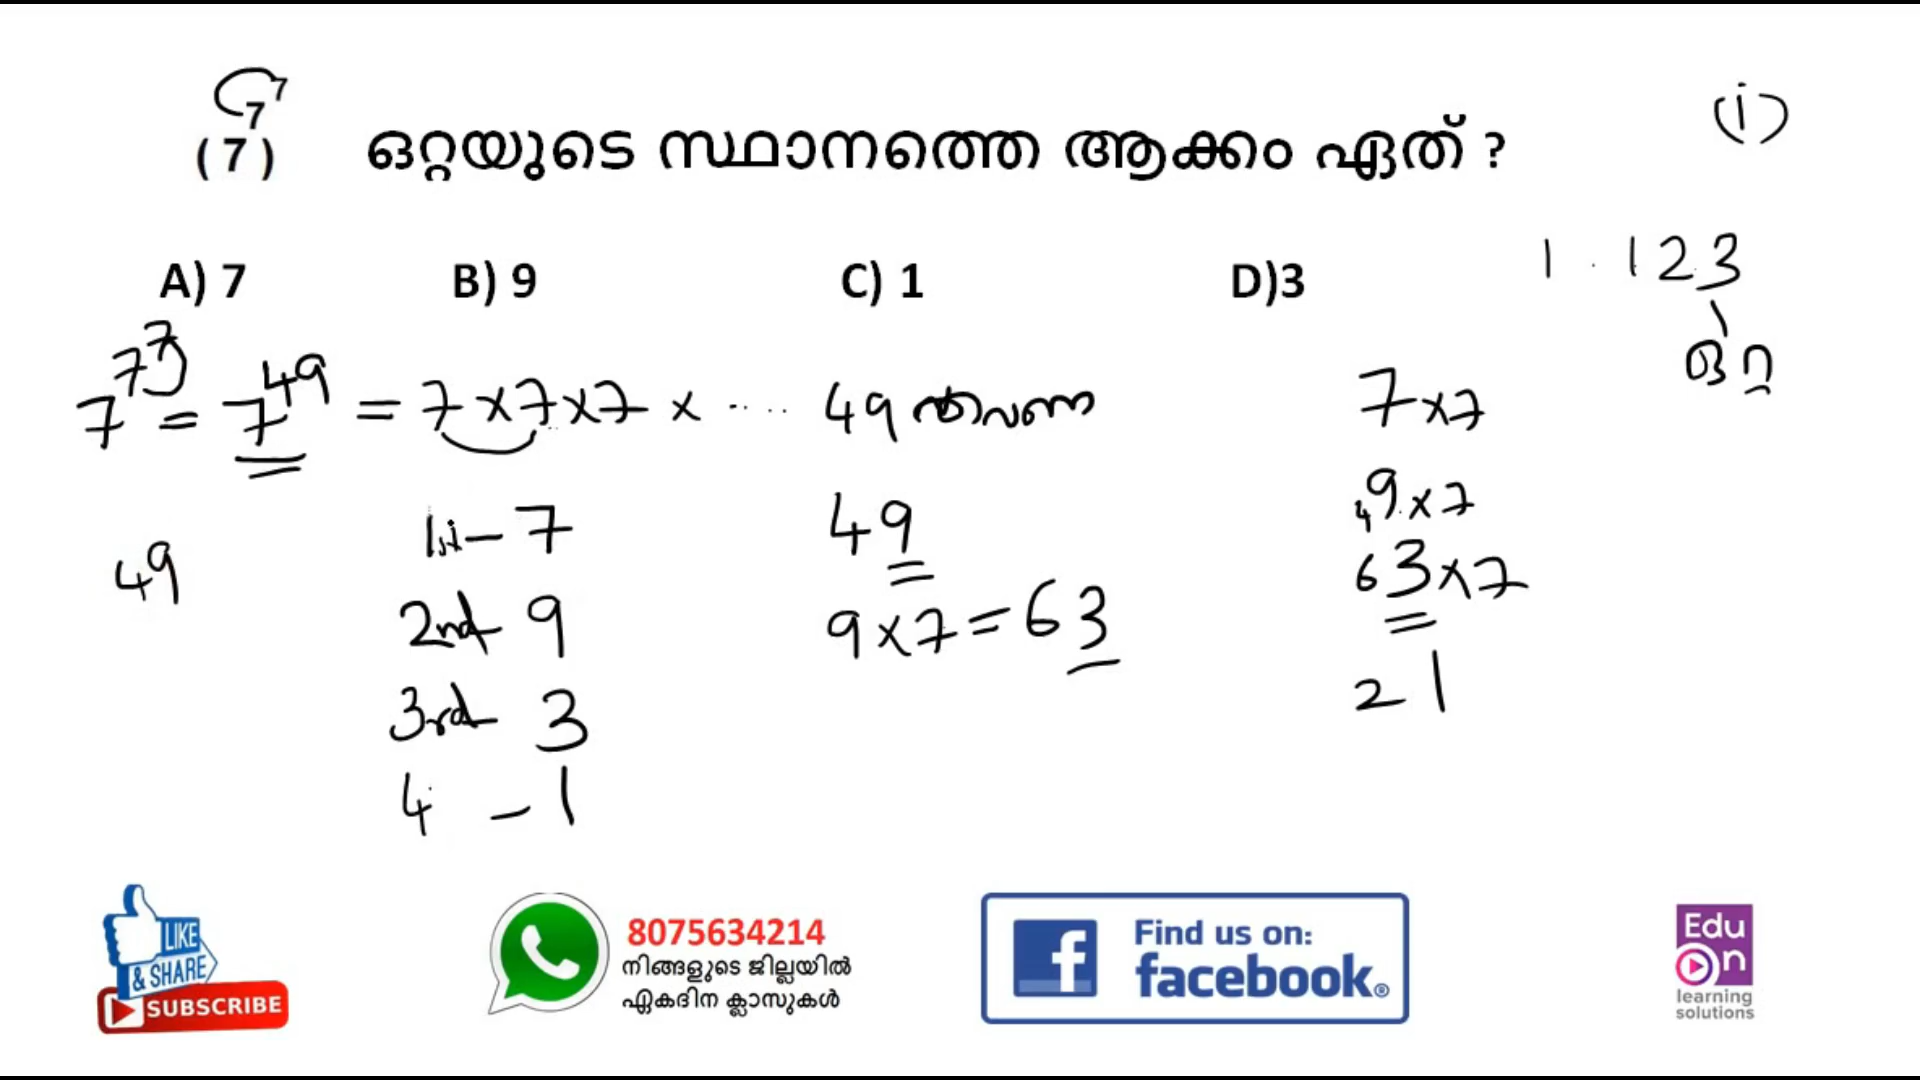 (7)^7^7 ഒറ്റയുടെ സ്ഥാനത്തെ ആക്കം ഏത് ?
(i)
A) 7 B) 9 C) 1 D)3
1 . 123
ഒറ്റ
7^7^7 = 7^49 = 7 × 7 × 7 × ..... 49 തവണ
7 × 7
49 × 7
63 × 7
21
49
1st – 7
2nd – 9
3rd – 3
4 – 1
49
9 × 7 = 63
LIKE
& SHARE
SUBSCRIBE
8075634214
നിങ്ങളുടെ ജില്ലയിൽ
ഏകദിന ക്ലാസുകൾ
f
Find us on:
facebook®
Edu
On
learning
solutions